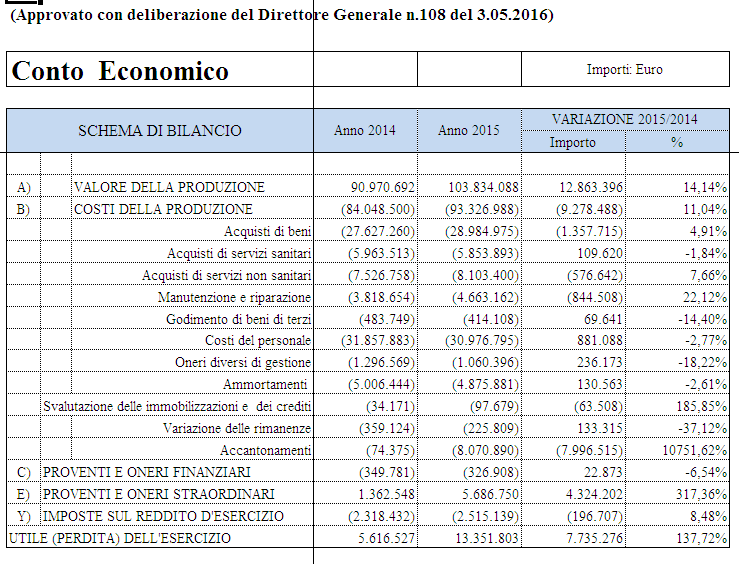 (Approvato con deliberazione del Direttore Generale n.108 del 3.05.2016)
Conto Economico Importi: Euro
SCHEMA DI BILANCIO Anno 2014 Anno 2015 VARIAZIONE 2015/2014
Importo %
A) VALORE DELLA PRODUZIONE 90.970.692 103.834.088 12.863.396 14,14%
B) COSTI DELLA PRODUZIONE (84.048.500) (93.326.988) (9.278.488) 11,04%
Acquisti di beni (27.627.260) (28.984.975) (1.357.715) 4,91%
Acquisti di servizi sanitari (5.963.513) (5.853.893) 109.620 -1,84%
Acquisti di servizi non sanitari (7.526.758) (8.103.400) (576.642) 7,66%
Manutenzione e riparazione (3.818.654) (4.663.162) (844.508) 22,12%
Godimento di beni di terzi (483.749) (414.108) 69.641 -14,40%
Costi del personale (31.857.883) (30.976.795) 881.088 -2,77%
Oneri diversi di gestione (1.296.569) (1.060.396) 236.173 -18,22%
Ammortamenti (5.006.444) (4.875.881) 130.563 -2,61%
Svalutazione delle immobilizzazioni e dei crediti (34.171) (97.679) (63.508) 185,85%
Variazione delle rimanenze (359.124) (225.809) 133.315 -37,12%
Accantonamenti (74.375) (8.070.890) (7.996.515) 10751,62%
C) PROVENTI E ONERI FINANZIARI (349.781) (326.908) 22.873 -6,54%
E) PROVENTI E ONERI STRAORDINARI 1.362.548 5.686.750 4.324.202 317,36%
Y) IMPOSTE SUL REDDITO D'ESERCIZIO (2.318.432) (2.515.139) (196.707) 8,48%
UTILE (PERDITA) DELL'ESERCIZIO 5.616.527 13.351.803 7.735.276 137,72%